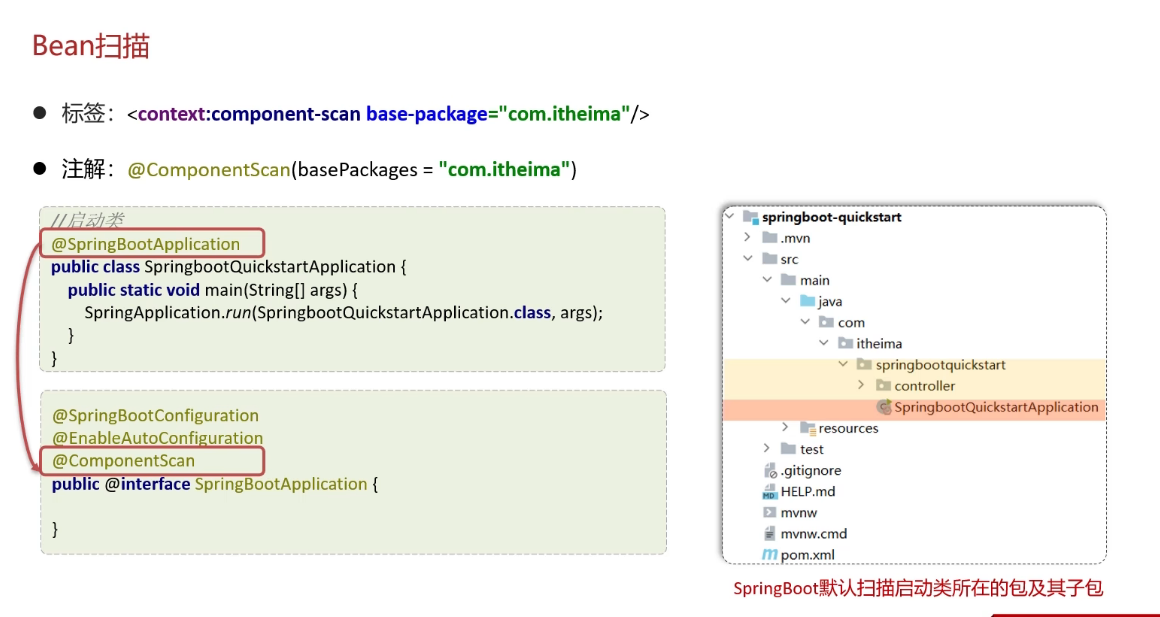 Bean扫描
● 标签：<context:component-scan base-package="com.itheima"/>
● 注解：@ComponentScan(basePackages = "com.itheima")
//启动类
@SpringBootApplication
public class SpringbootQuickstartApplication {
public static void main(String[] args) {
SpringApplication.run(SpringbootQuickstartApplication.class, args);
}
}
@SpringBootConfiguration
@EnableAutoConfiguration
@ComponentScan
public @interface SpringBootApplication {
}
springboot-quickstart
.mvn
src
main
java
com
itheima
springbootquickstart
controller
SpringbootQuickstartApplication
resources
test
.gitignore
HELP.md
mvnw
mvnw.cmd
pom.xml
SpringBoot默认扫描启动类所在的包及其子包